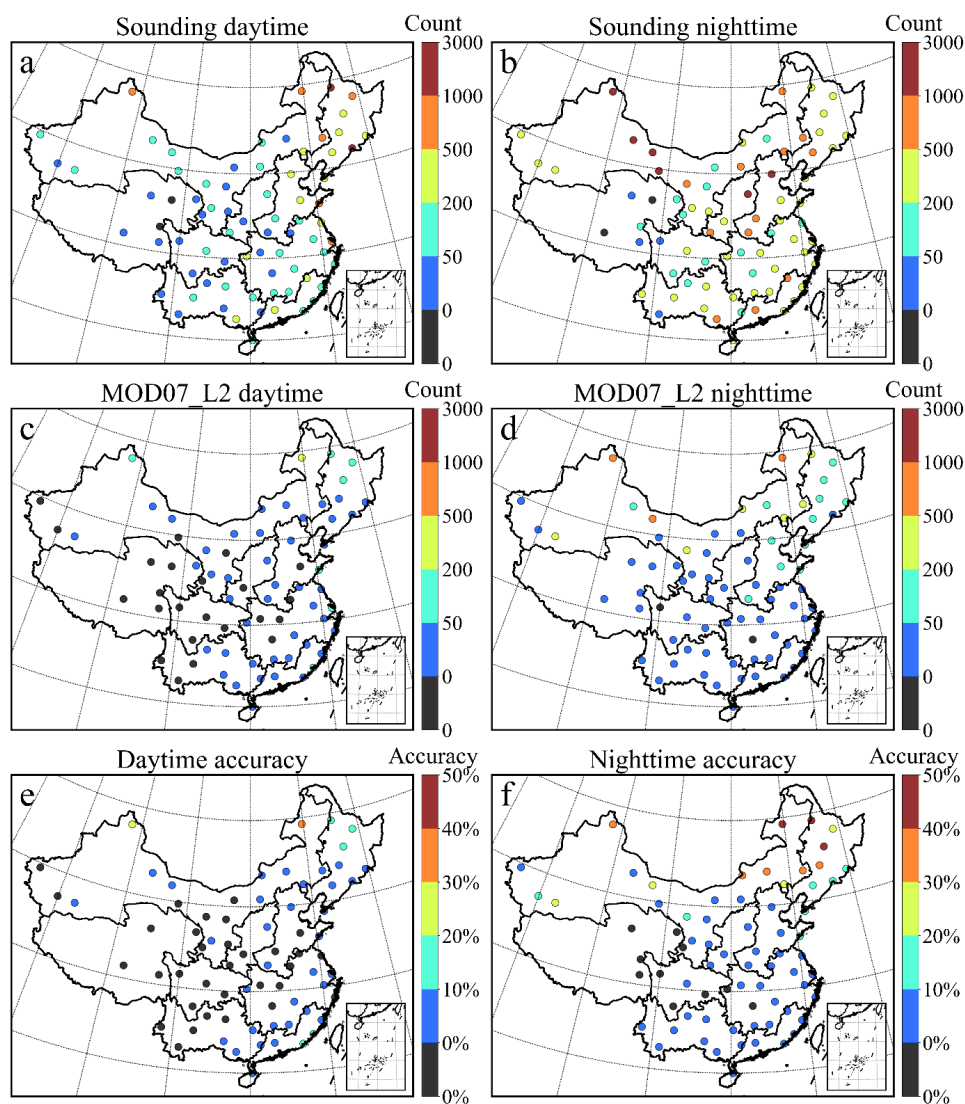 Sounding daytime
Count
a
3000
1000
500
200
50
0
0
Sounding nighttime
Count
b
3000
1000
500
200
50
0
0
MOD07_L2 daytime
Count
c
3000
1000
500
200
50
0
0
MOD07_L2 nighttime
Count
d
3000
1000
500
200
50
0
0
Daytime accuracy
Accuracy
e
50%
40%
30%
20%
10%
0%
0%
Nighttime accuracy
Accuracy
f
50%
40%
30%
20%
10%
0%
0%